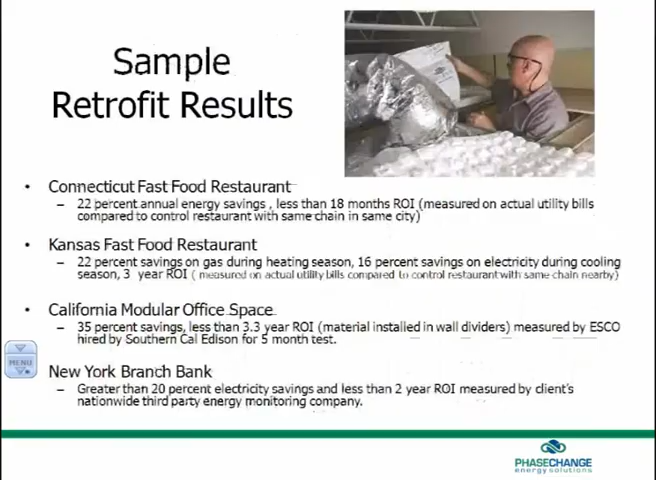 Sample
Retrofit Results
• Connecticut Fast Food Restaurant
– 22 percent annual energy savings , less than 18 months ROI (measured on actual utility bills
compared to control restaurant with same chain in same city)
• Kansas Fast Food Restaurant
– 22 percent savings on gas during heating season, 16 percent savings on electricity during cooling
season, 3 year ROI ( measured on actual utility bills compared to control restaurant with same chain nearby)
• California Modular Office Space
– 35 percent savings, less than 3.3 year ROI (material installed in wall dividers) measured by ESCO
hired by Southern Cal Edison for 5 month test.
MENU
• New York Branch Bank
– Greater than 20 percent electricity savings and less than 2 year ROI measured by client's
nationwide third party energy monitoring company.
PHASECHANGE
energy solutions